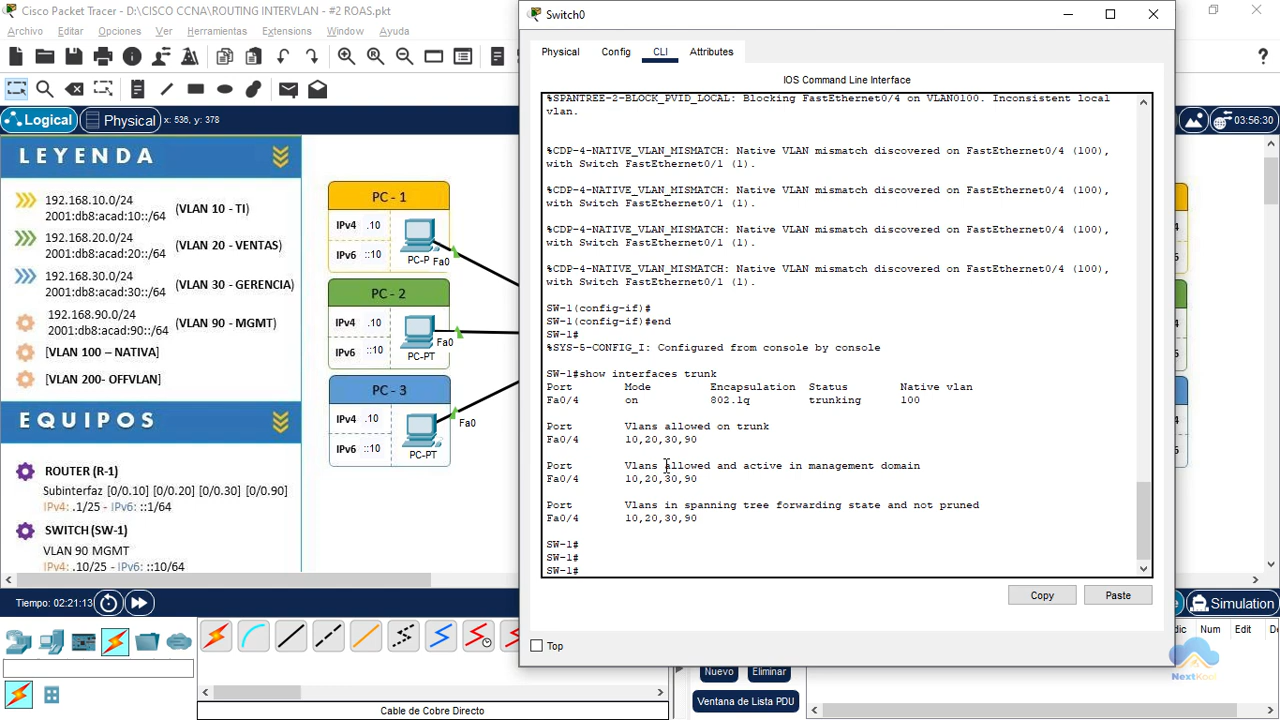 Cisco Packet Tracer - D:\CISCO CCNA\ROUTING INTERVLAN - #2 ROAS.pkt
Archivo Editar Opciones Ver Herramientas Extensions Window Ayuda
Logical Physical x: 536, y: 378
03:56:30
LEYENDA
192.168.10.0/24
2001:db8:acad:10::/64
(VLAN 10 - TI)
192.168.20.0/24
2001:db8:acad:20::/64
(VLAN 20 - VENTAS)
192.168.30.0/24
2001:db8:acad:30::/64
(VLAN 30 - GERENCIA)
192.168.90.0/24
2001:db8:acad:90::/64
(VLAN 90 - MGMT)
[VLAN 100 – NATIVA]
[VLAN 200- OFFVLAN]
EQUIPOS
ROUTER (R-1)
Subinterfaz [0/0.10] [0/0.20] [0/0.30] [0/0.90]
IPv4: .1/25 - IPv6: ::1/64
SWITCH (SW-1)
VLAN 90 MGMT
IPv4: .10/25 - IPv6: ::10/64
PC - 1
IPv4 .10
IPv6 ::10
PC-P Fa0
PC - 2
IPv4 .10
IPv6 ::10
PC-PT
Fa0
PC - 3
IPv4 .10
IPv6 ::10
PC-PT
Fa0
Switch0
Physical Config CLI Attributes
IOS Command Line Interface
%SPANTREE-2-BLOCK_PVID_LOCAL: Blocking FastEthernet0/4 on VLAN0100. Inconsistent local
vlan.
%CDP-4-NATIVE_VLAN_MISMATCH: Native VLAN mismatch discovered on FastEthernet0/4 (100),
with Switch FastEthernet0/1 (1).
%CDP-4-NATIVE_VLAN_MISMATCH: Native VLAN mismatch discovered on FastEthernet0/4 (100),
with Switch FastEthernet0/1 (1).
%CDP-4-NATIVE_VLAN_MISMATCH: Native VLAN mismatch discovered on FastEthernet0/4 (100),
with Switch FastEthernet0/1 (1).
%CDP-4-NATIVE_VLAN_MISMATCH: Native VLAN mismatch discovered on FastEthernet0/4 (100),
with Switch FastEthernet0/1 (1).
SW-1(config-if)#
SW-1(config-if)#end
SW-1#
%SYS-5-CONFIG_I: Configured from console by console
SW-1#show interfaces trunk
Port Mode Encapsulation Status Native vlan
Fa0/4 on 802.1q trunking 100
Port Vlans allowed on trunk
Fa0/4 10,20,30,90
Port Vlans allowed and active in management domain
Fa0/4 10,20,30,90
Port Vlans in spanning tree forwarding state and not pruned
Fa0/4 10,20,30,90
SW-1#
SW-1#
SW-1#
Copy Paste
Top
Tiempo: 02:21:13
Simulation
Num Edit
Nuevo Eliminar
Ventana de Lista PDU
Cable de Cobre Directo
NextKool